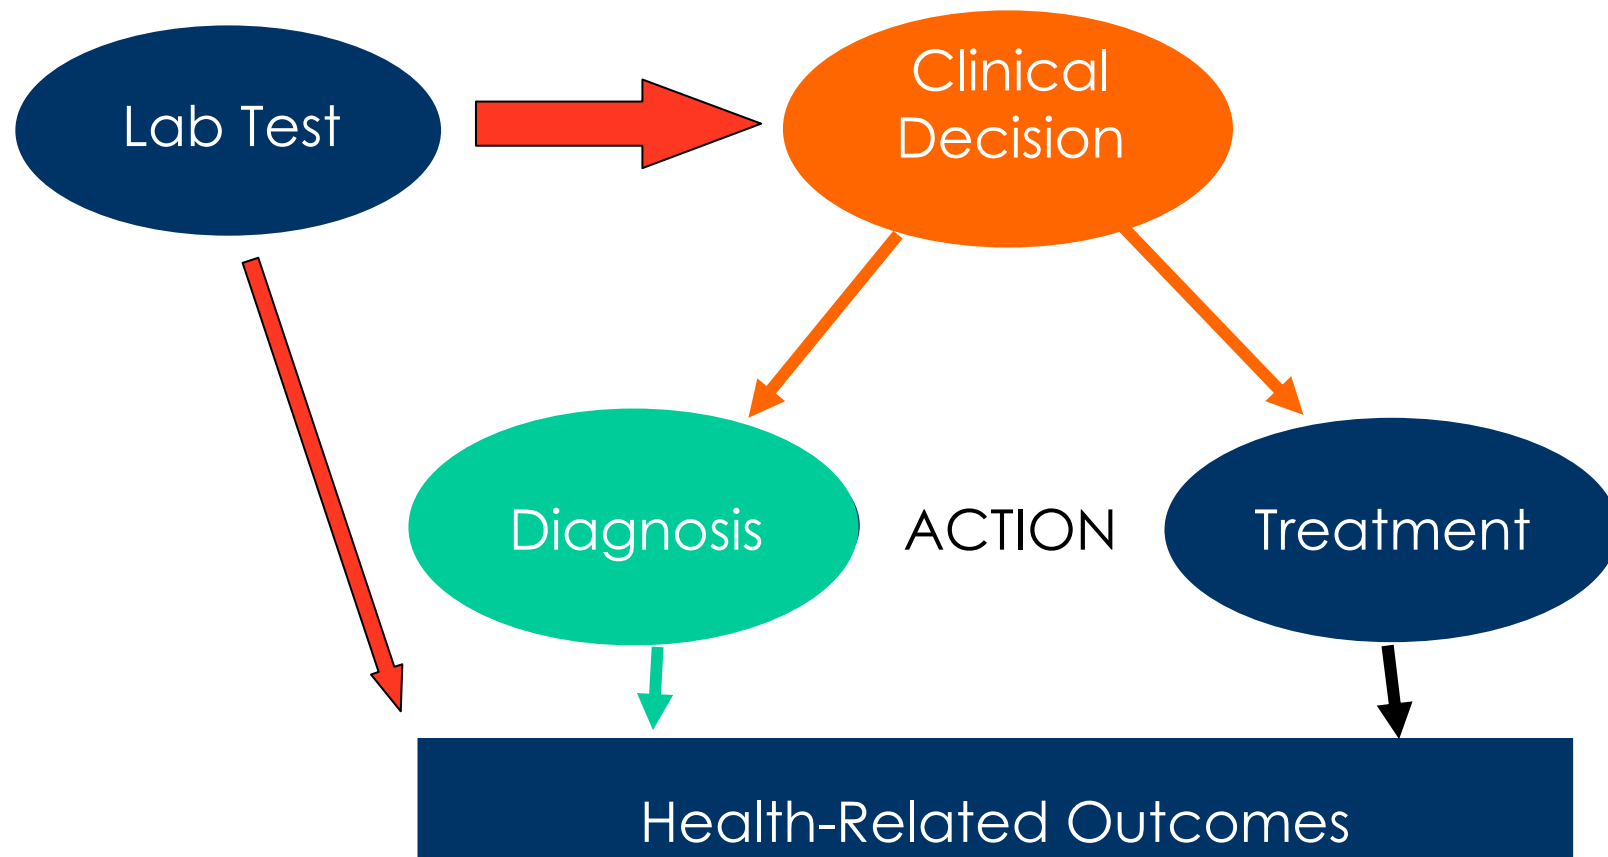 Lab Test
Clinical
Decision
Diagnosis
ACTION
Treatment
Health-Related Outcomes